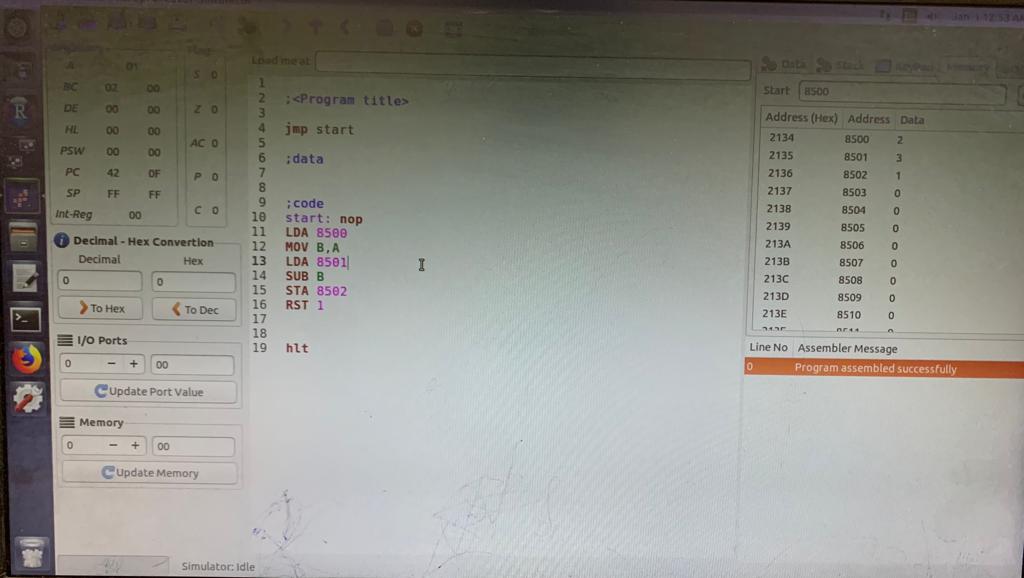 Jan 1 12:53 AM
Registers
Flag
A 01
BC 02 00
DE 00 00
HL 00 00
PSW 00 00
PC 42 0F
SP FF FF
Int-Reg 00
S 0
Z 0
AC 0
P 0
C 0
Decimal - Hex Convertion
Decimal Hex
0 0
To Hex To Dec
I/O Ports
0 - + 00
Update Port Value
Memory
0 - + 00
Update Memory
Load me at
1
2 ;<Program title>
3
4 jmp start
5
6 ;data
7
8
9 ;code
10 start: nop
11 LDA 8500
12 MOV B,A
13 LDA 8501
14 SUB B
15 STA 8502
16 RST 1
17
18
19 hlt
Data Stack KeyPad Memory
Start 8500
Address (Hex) Address Data
2134 8500 2
2135 8501 3
2136 8502 1
2137 8503 0
2138 8504 0
2139 8505 0
213A 8506 0
213B 8507 0
213C 8508 0
213D 8509 0
213E 8510 0
Line No Assembler Message
0 Program assembled successfully
Simulator: Idle